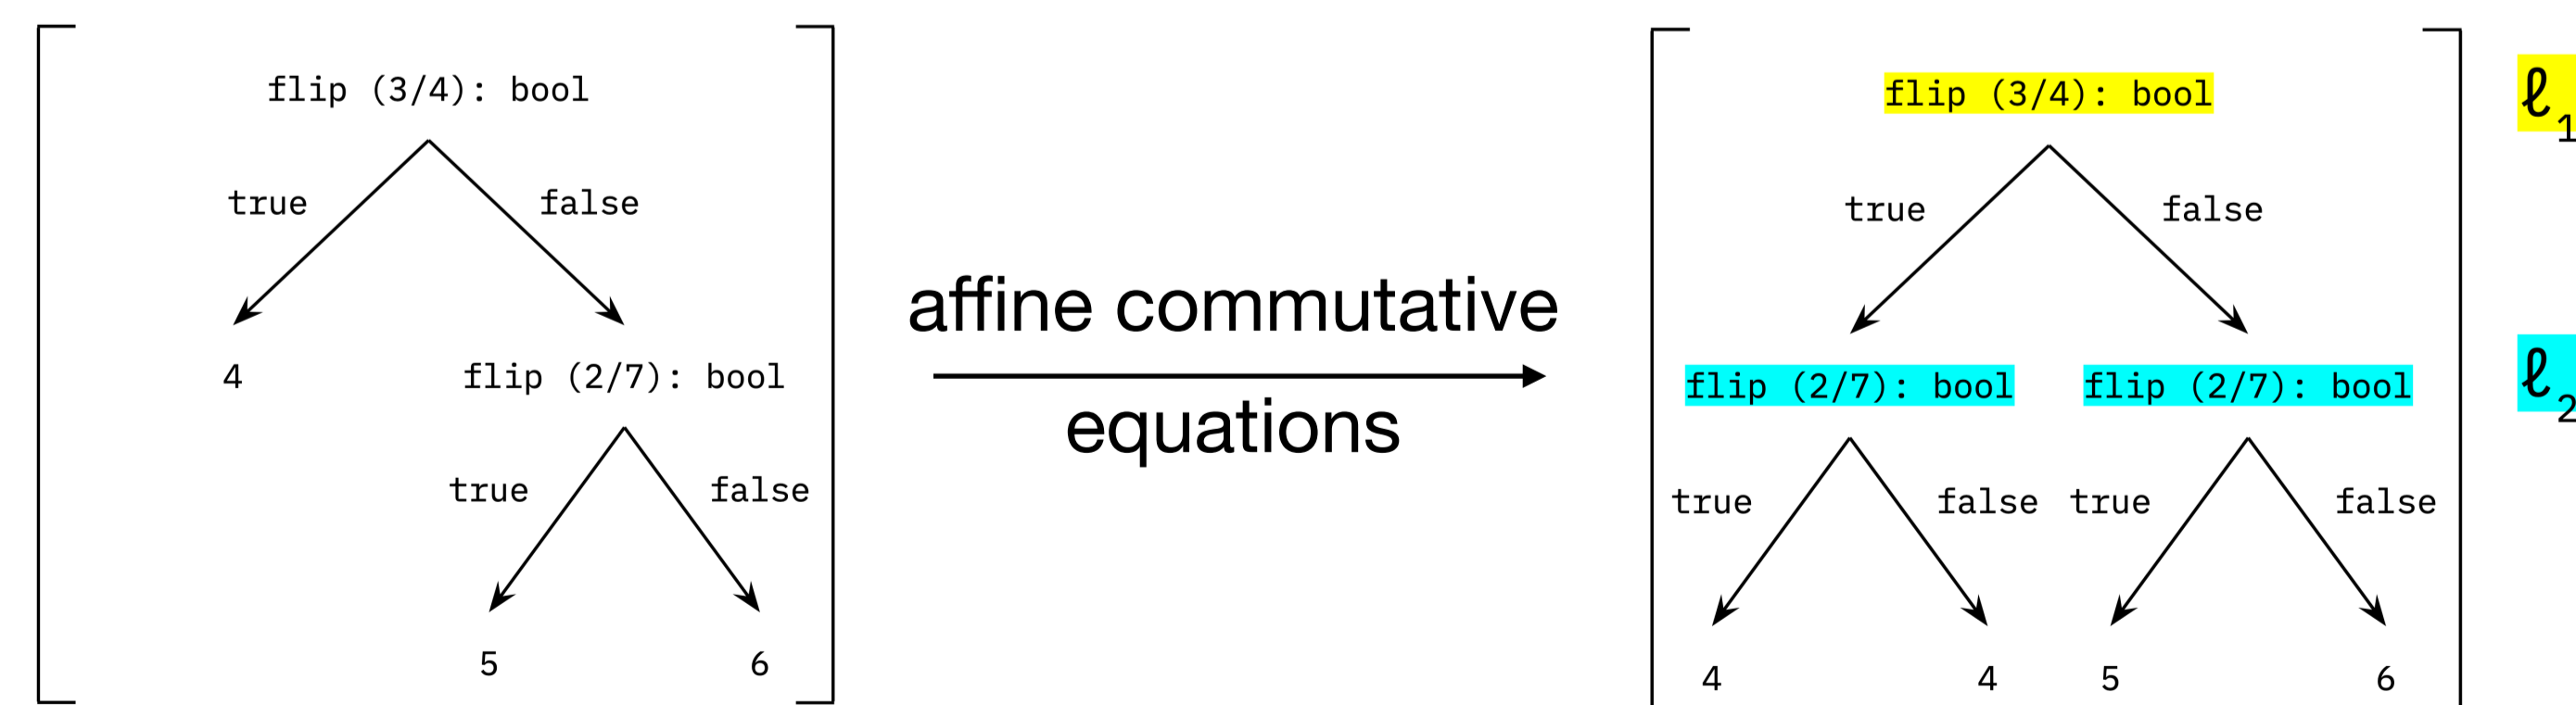 flip (3/4): bool
true false
4 flip (2/7): bool
true false
5 6
affine commutative
equations
flip (3/4): bool
true false
flip (2/7): bool flip (2/7): bool
true false true false
4 4 5 6
ℓ1
ℓ2